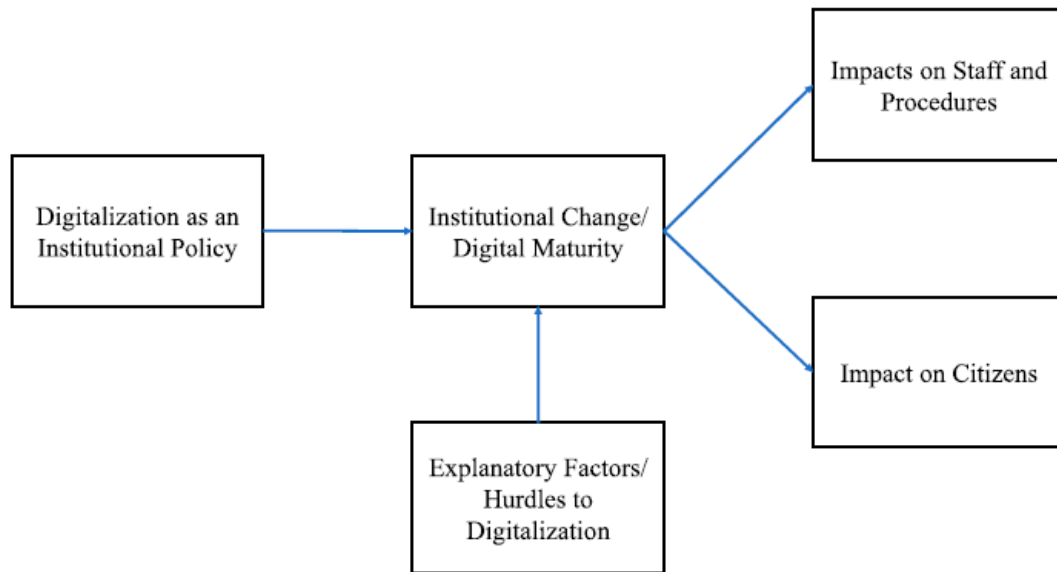 Impacts on Staff and
Procedures
Digitalization as an
Institutional Policy
Institutional Change/
Digital Maturity
Impact on Citizens
Explanatory Factors/
Hurdles to
Digitalization